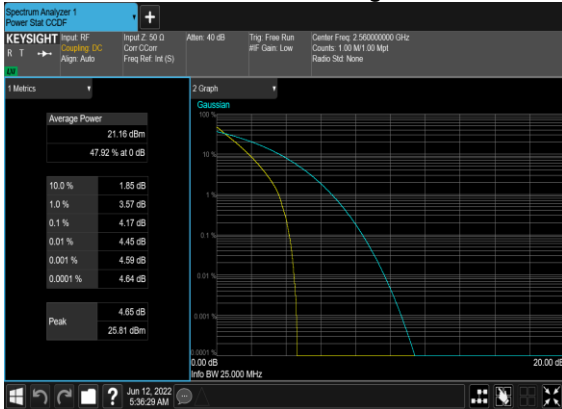 Spectrum Analyzer 1
Power Stat CCDF
+
KEYSIGHT
R T
LXI
Input: RF
Coupling: DC
Align: Auto
Input Z: 50 Ω
Corr CCorr
Freq Ref: Int (S)
Atten: 40 dB
Trig: Free Run
#IF Gain: Low
Center Freq: 2.560000000 GHz
Counts: 1.00 M/1.00 Mpt
Radio Std: None
1 Metrics
Average Power
21.16 dBm
47.92 % at 0 dB
10.0 % 1.85 dB
1.0 % 3.57 dB
0.1 % 4.17 dB
0.01 % 4.45 dB
0.001 % 4.59 dB
0.0001 % 4.64 dB
Peak
4.65 dB
25.81 dBm
2 Graph
Gaussian
100 %
10 %
1 %
0.1 %
0.01 %
0.001 %
0.0001 %
0.00 dB
20.00 dB
Info BW 25.000 MHz
?
Jun 12, 2022
5:36:29 AM